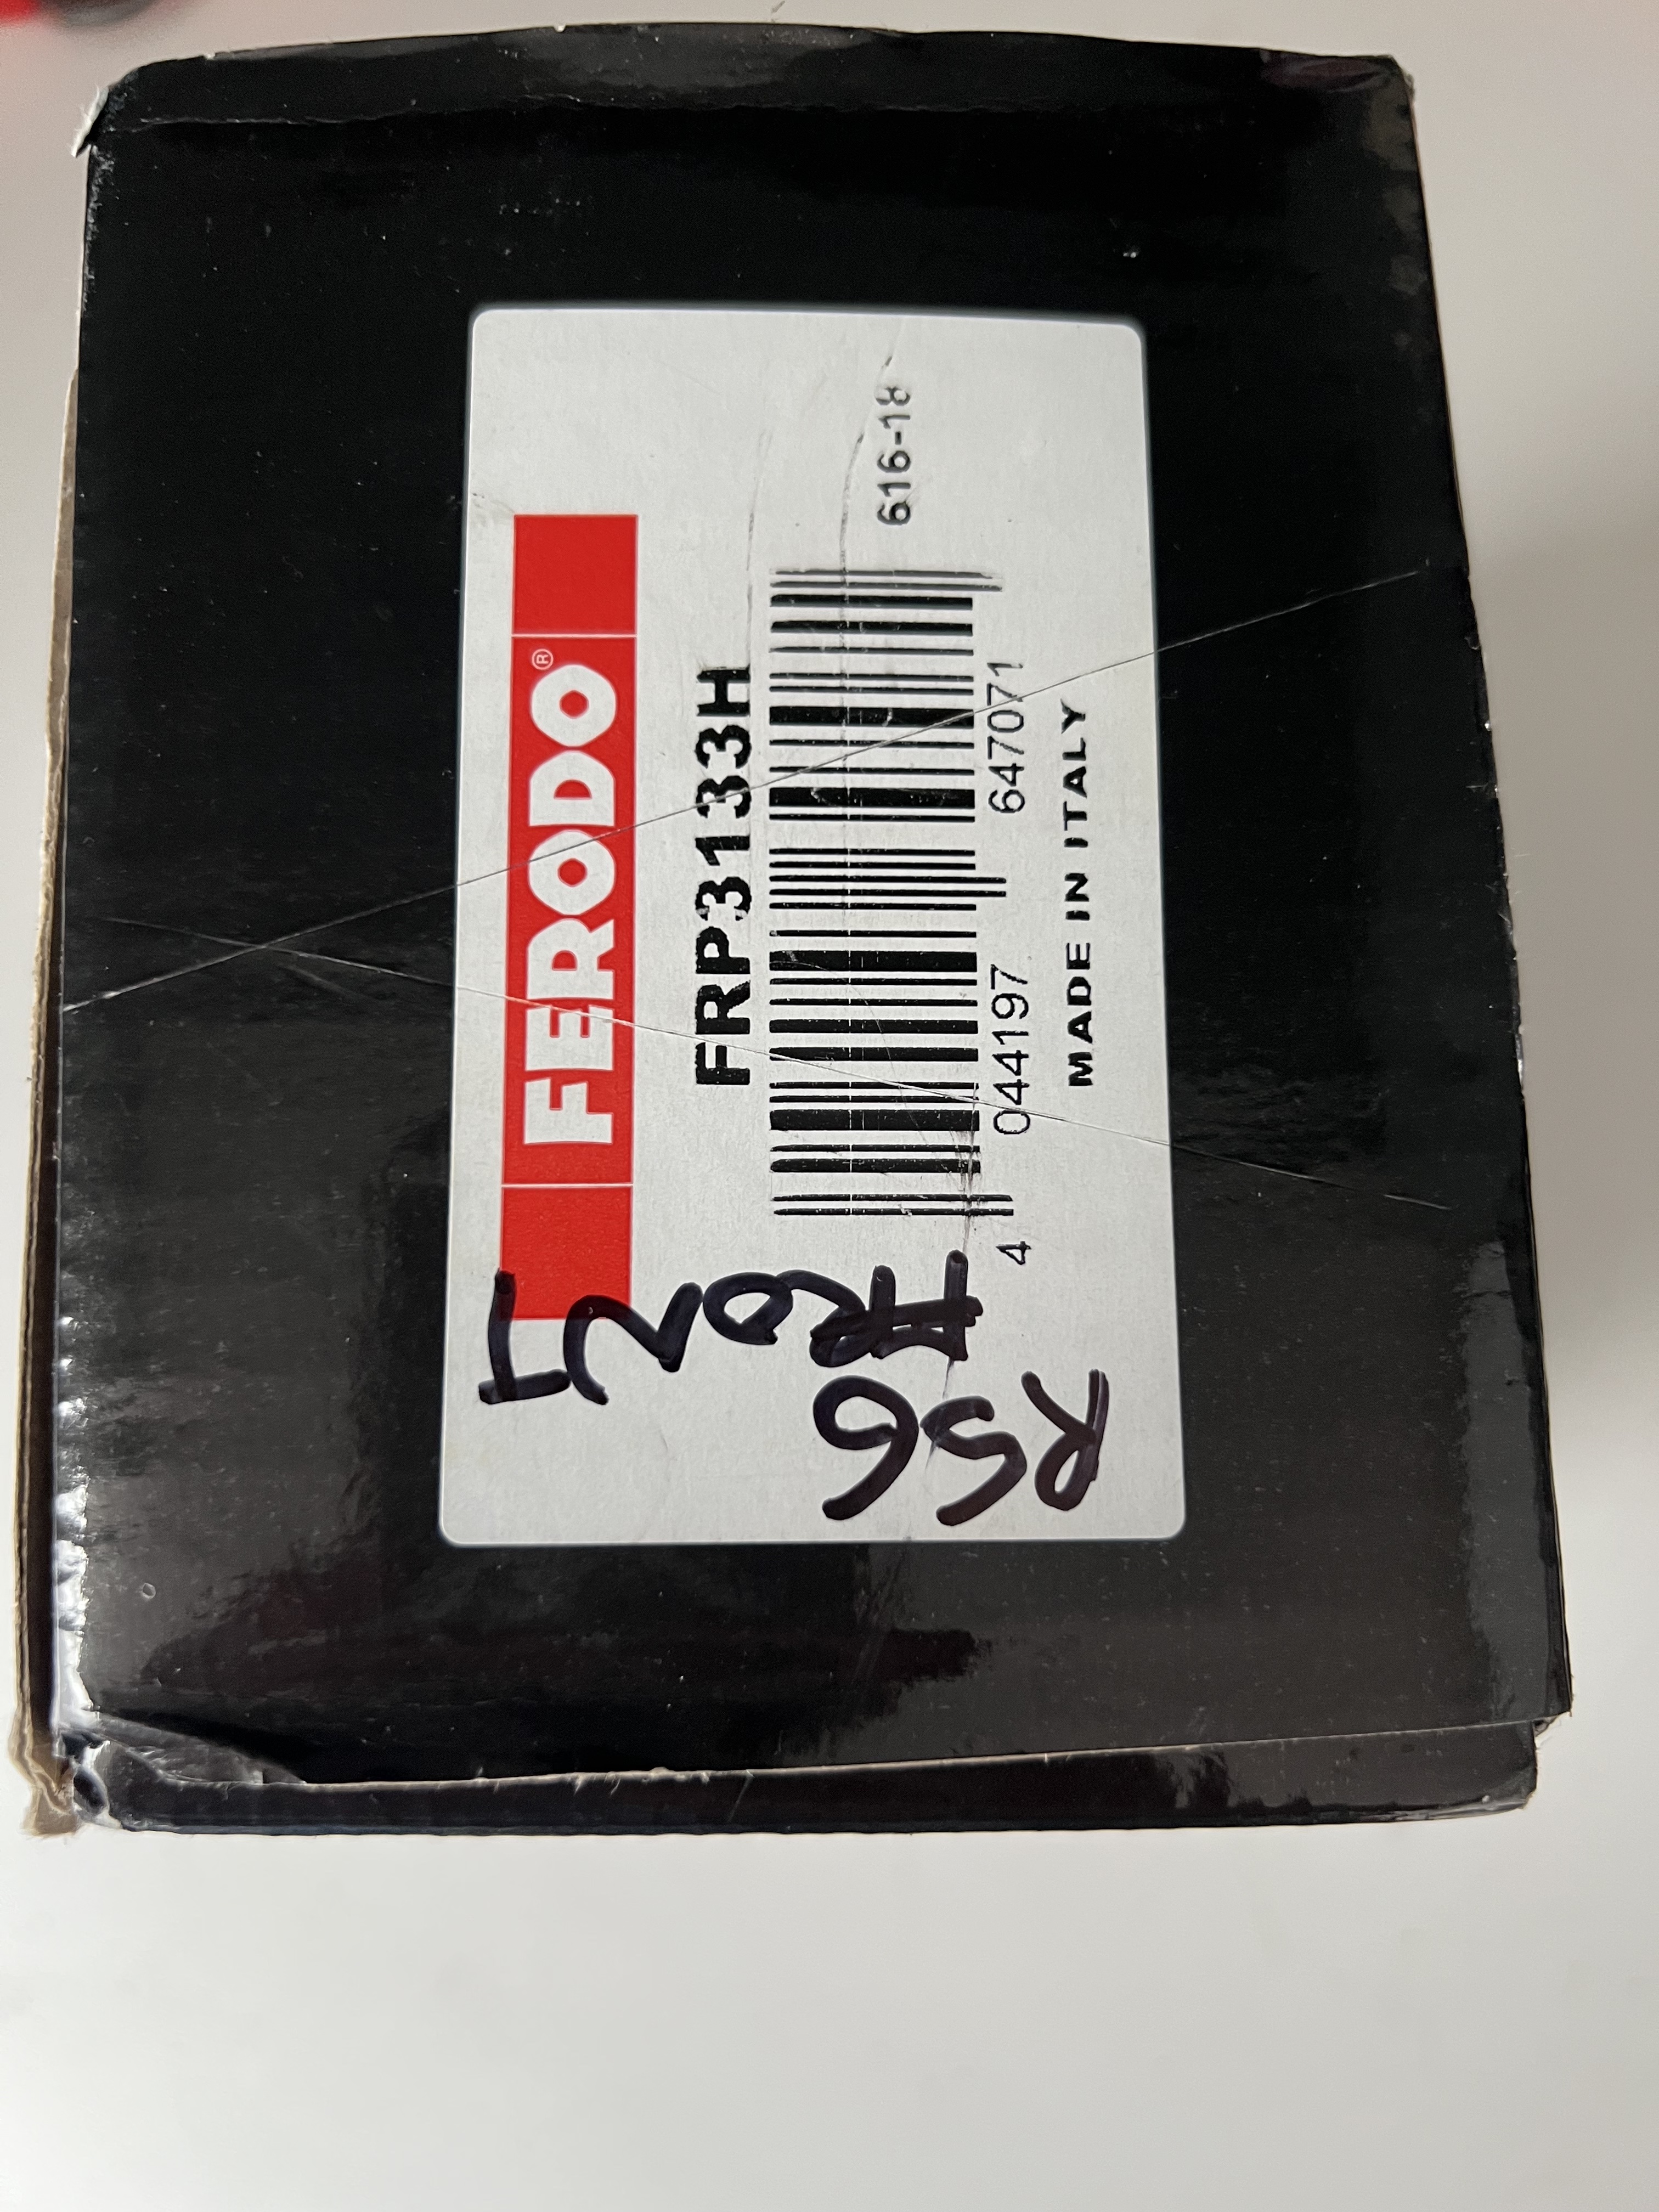 FERODO®
FRP3133H
616-18
4 044197 647071
MADE IN ITALY
RS6
FRONT